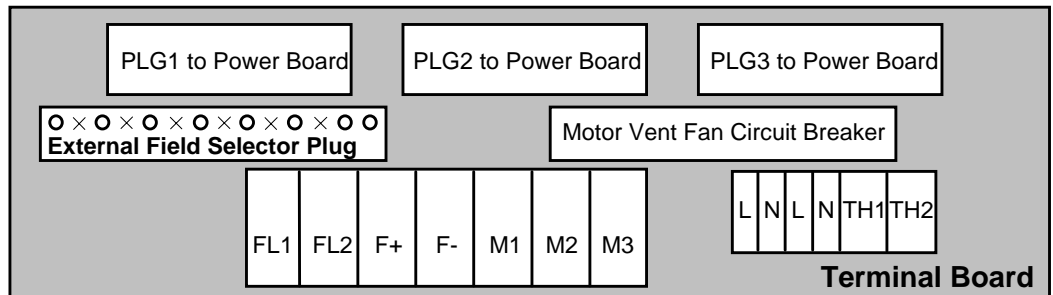 PLG1 to Power Board PLG2 to Power Board PLG3 to Power Board
O × O × O × O × O × O × O O
External Field Selector Plug
Motor Vent Fan Circuit Breaker
FL1 FL2 F+ F- M1 M2 M3
L N L N TH1 TH2
Terminal Board